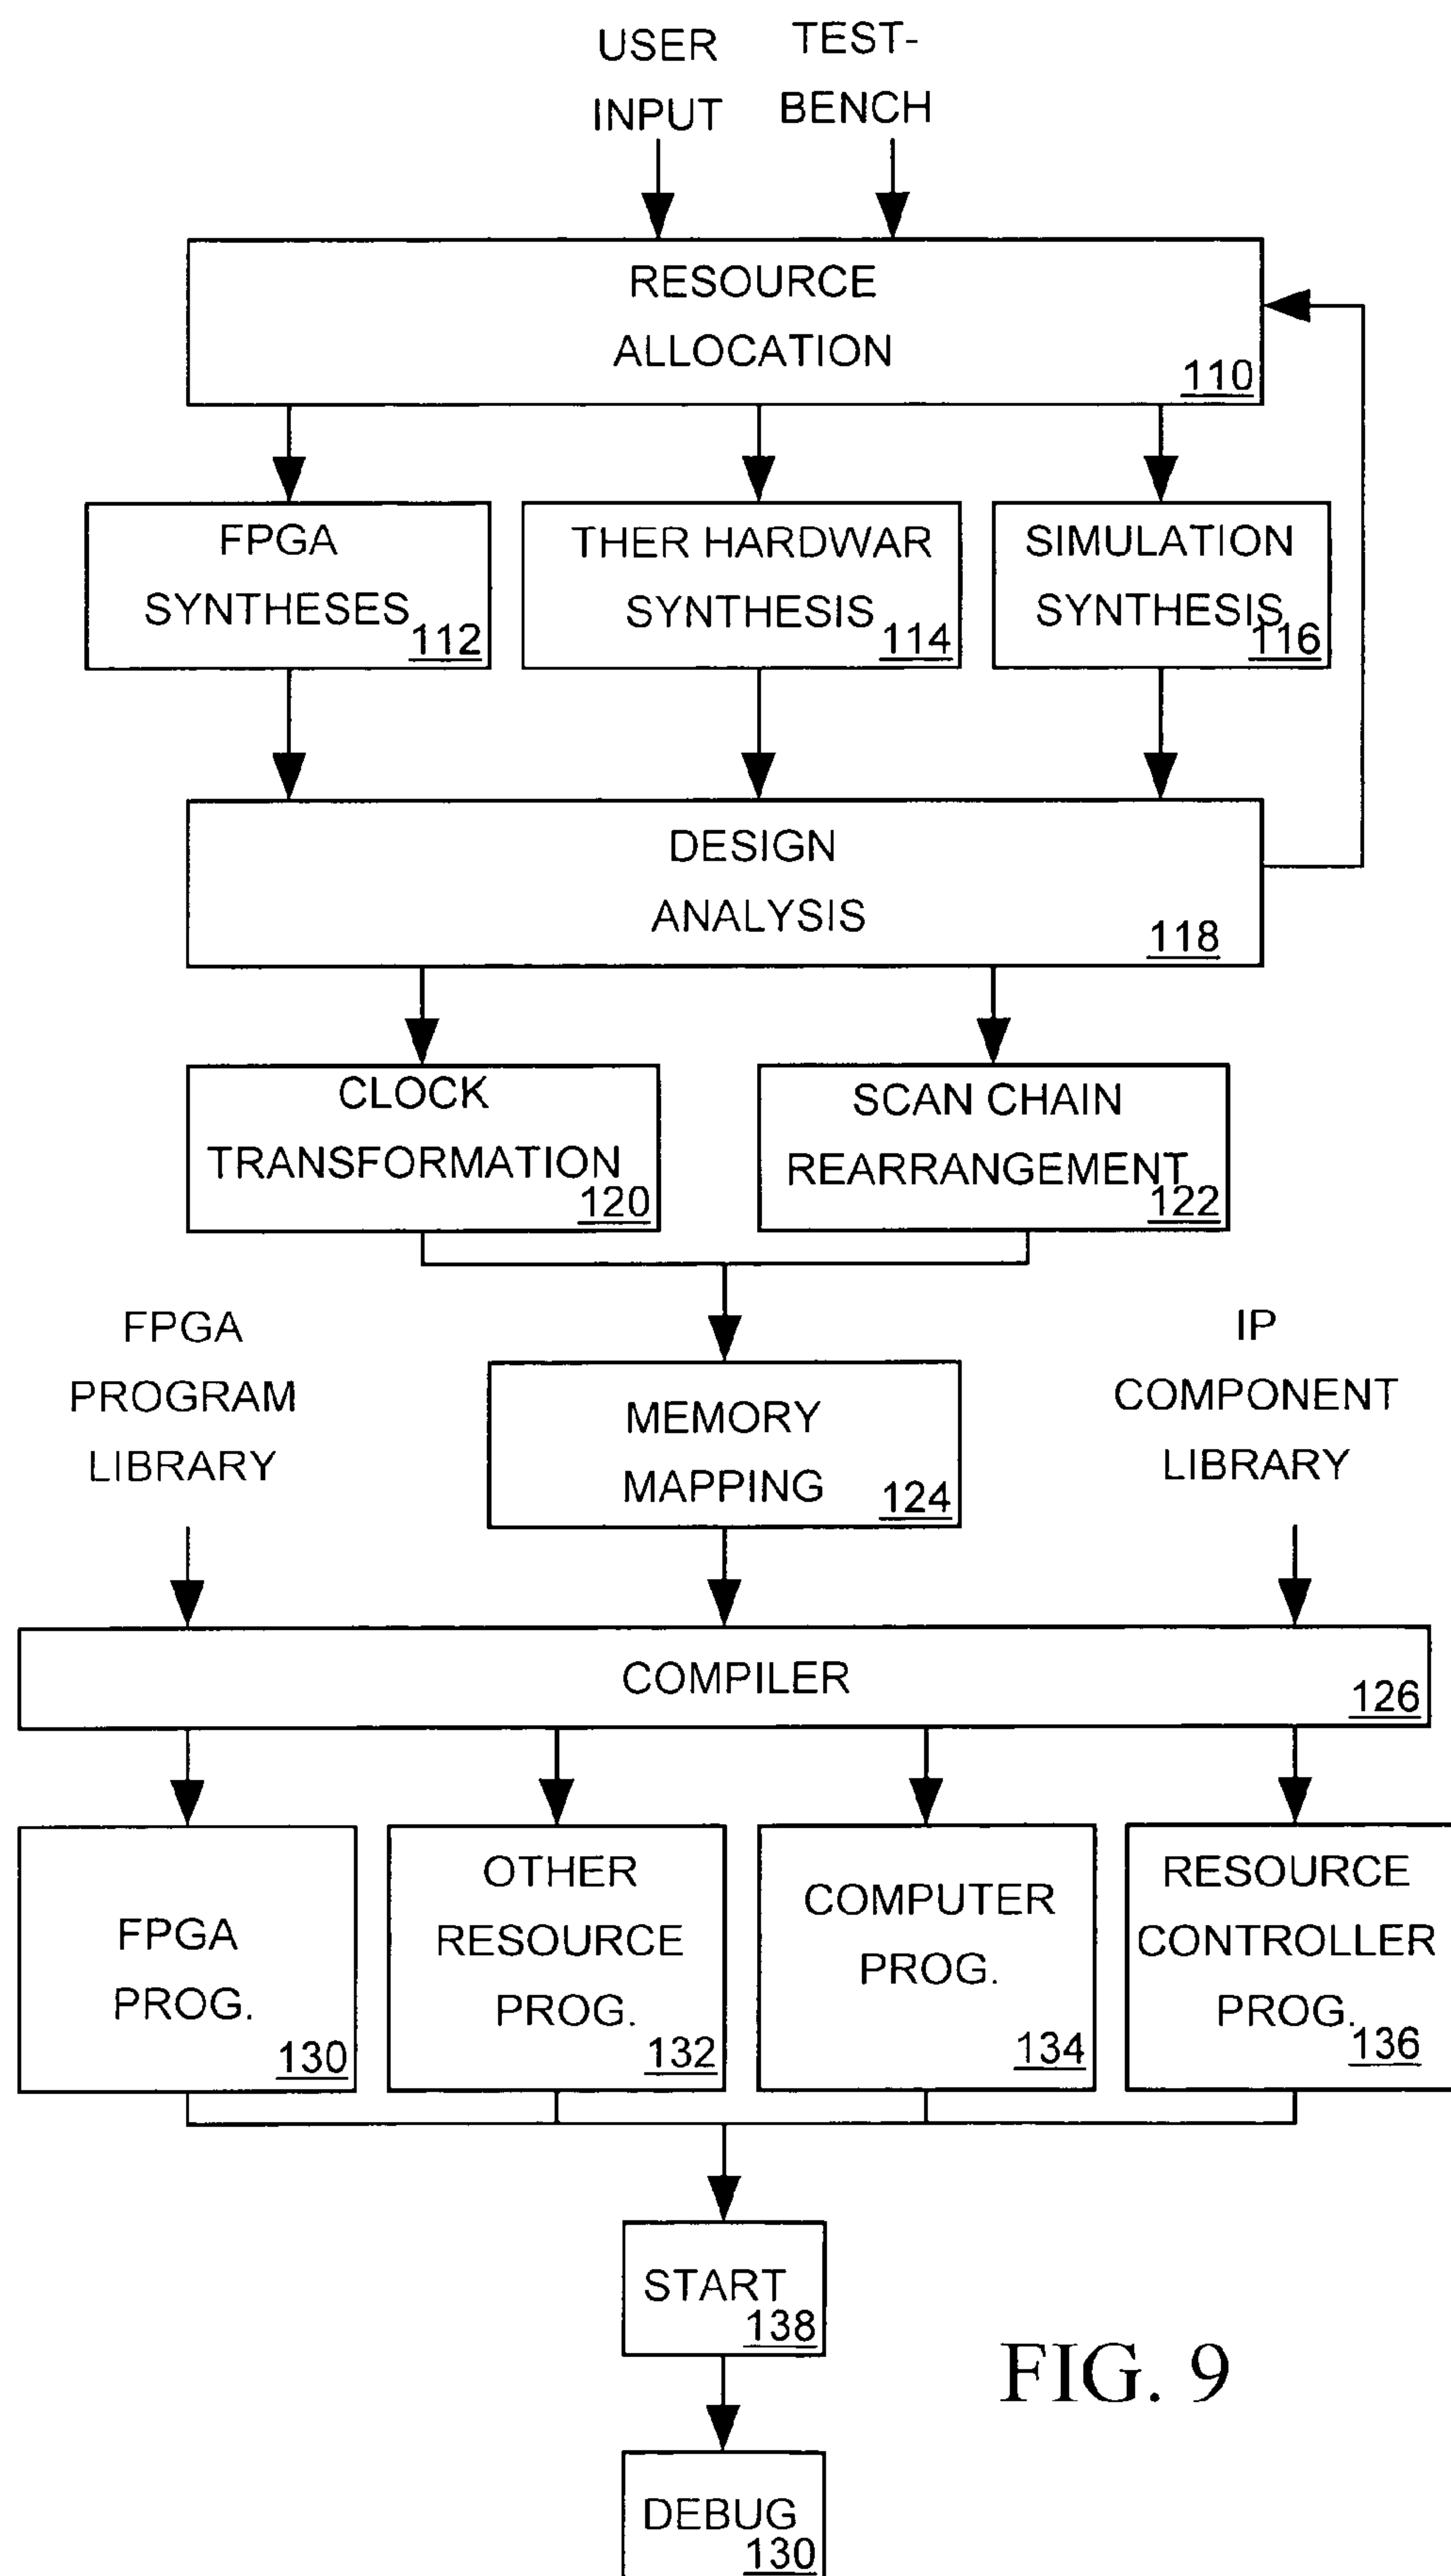 USER
INPUT
TEST-
BENCH
RESOURCE
ALLOCATION
110
FPGA
SYNTHESES
112
THER HARDWAR
SYNTHESIS
114
SIMULATION
SYNTHESIS
116
DESIGN
ANALYSIS
118
CLOCK
TRANSFORMATION
120
SCAN CHAIN
REARRANGEMENT
122
FPGA
PROGRAM
LIBRARY
MEMORY
MAPPING
124
IP
COMPONENT
LIBRARY
COMPILER
126
FPGA
PROG.
130
OTHER
RESOURCE
PROG.
132
COMPUTER
PROG.
134
RESOURCE
CONTROLLER
PROG.
136
START
138
FIG. 9
DEBUG
130